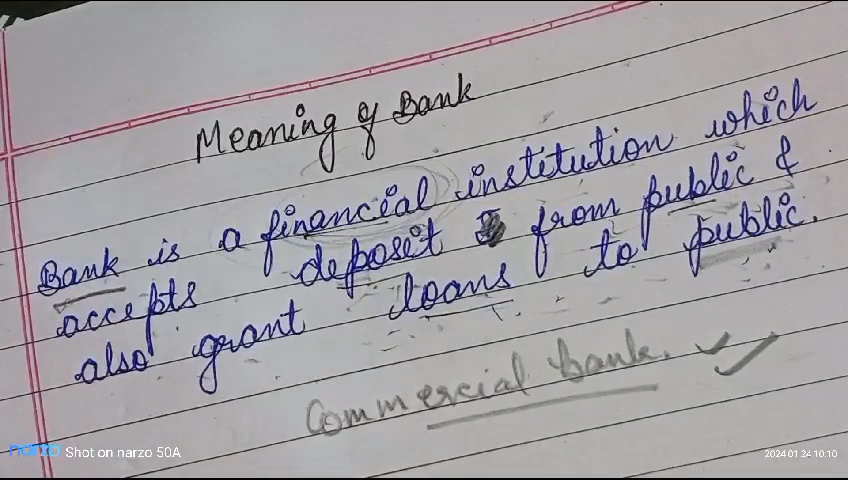 Meaning of Bank
Bank is a financial institution which
accepts deposit from public &
also grant loans to public.
Commercial bank.
narzo Shot on narzo 50A
2024 01 24 10:10